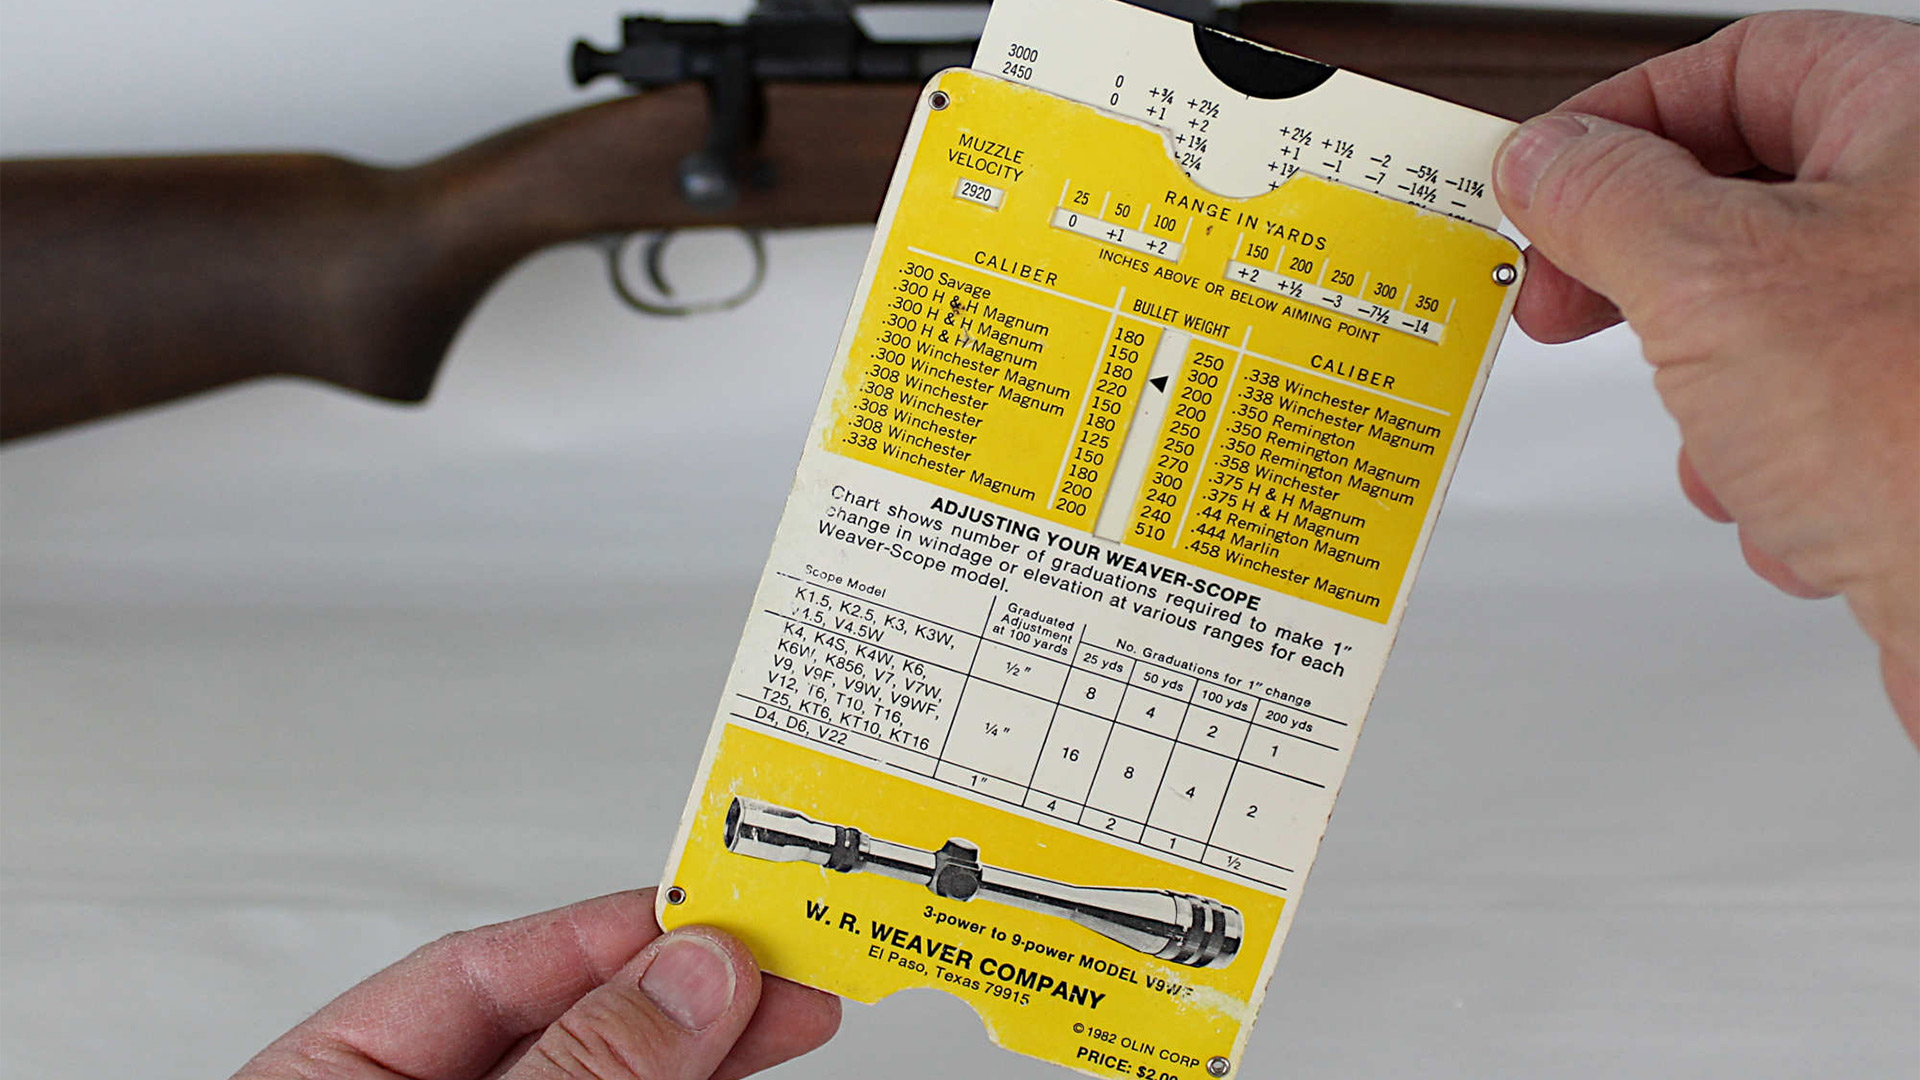 3000 0 +¾ +2½ +2½ +1½ −2 −5¾ −11¾
2450 0 +1 +2 +1 −1 −7 −14½
+1¾
+2¼
MUZZLE
VELOCITY
2920
RANGE IN YARDS
25 50 100 150 200 250 300 350
0 +1 +2 +2 +½ −3 −7½ −14
INCHES ABOVE OR BELOW AIMING POINT
CALIBER BULLET WEIGHT CALIBER
.300 Savage 180 250 .338 Winchester Magnum
.300 H & H Magnum 150 300 .338 Winchester Magnum
.300 H & H Magnum 180 200 .350 Remington
.300 H & H Magnum 220 200 .350 Remington Magnum
.300 Winchester Magnum 150 250 .350 Remington Magnum
.300 Winchester Magnum 180 250 .358 Winchester
.308 Winchester 125 270 .375 H & H Magnum
.308 Winchester 150 300 .375 H & H Magnum
.308 Winchester 180 240 .44 Remington Magnum
.308 Winchester 200 240 .444 Marlin
.338 Winchester Magnum 200 510 .458 Winchester Magnum
ADJUSTING YOUR WEAVER-SCOPE
Chart shows number of graduations required to make 1"
change in windage or elevation at various ranges for each
Weaver-Scope model.
Scope Model
Graduated
Adjustment
at 100 yards
No. Graduations for 1" change
25 yds 50 yds 100 yds 200 yds
K1.5, K2.5, K3, K3W,
V4.5, V4.5W
½" 8 4 2 1
K4, K4S, K4W, K6,
K6W, K856, V7, V7W,
V9, V9F, V9W, V9WF,
V12, T6, T10, T16,
T25, KT6, KT10, KT16
¼" 16 8 4 2
D4, D6, V22 1" 4 2 1 ½
3-power to 9-power MODEL V9WF
W. R. WEAVER COMPANY
El Paso, Texas 79915
© 1982 OLIN CORP
PRICE: $2.00